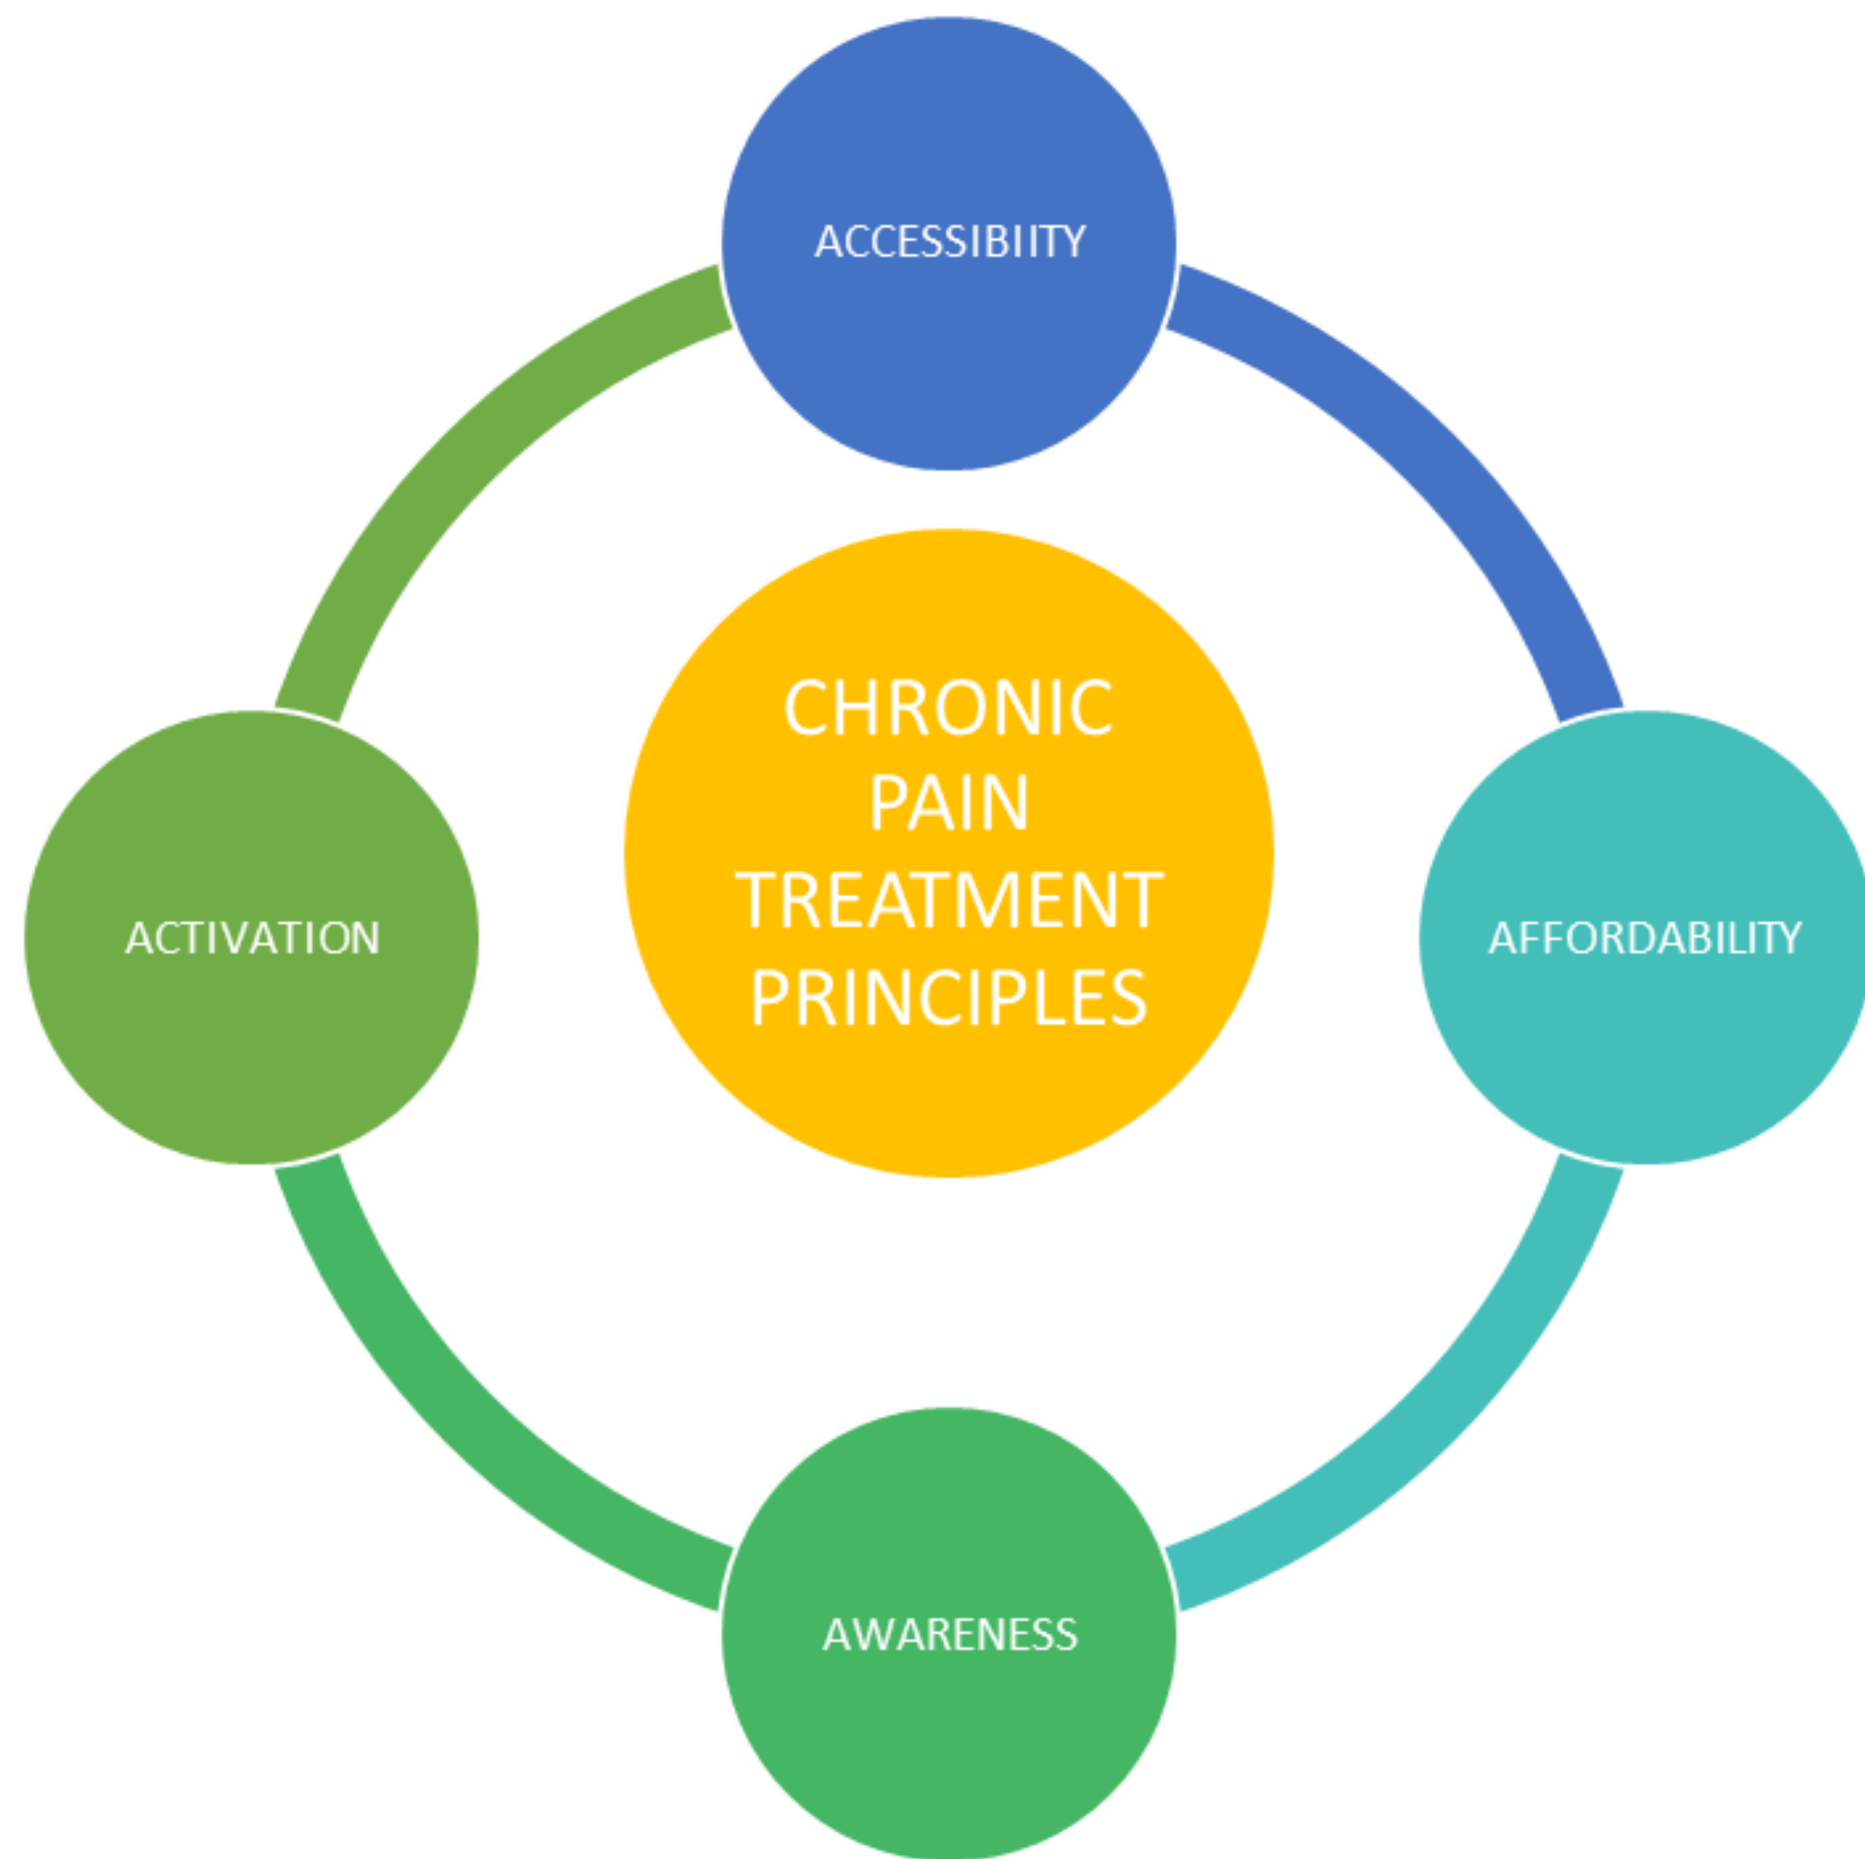 ACCESSIBIITY
CHRONIC
PAIN
TREATMENT
PRINCIPLES
ACTIVATION
AFFORDABILITY
AWARENESS